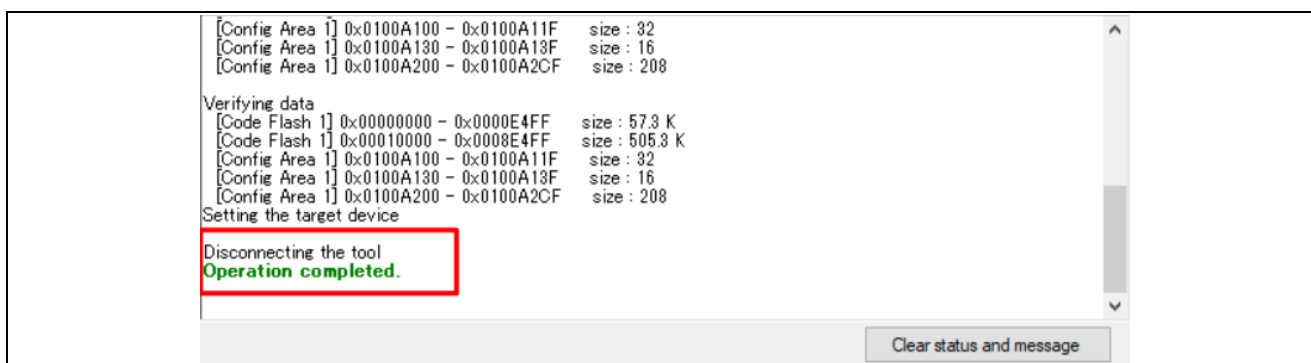 [Config Area 1] 0x0100A100 - 0x0100A11F size : 32
[Config Area 1] 0x0100A130 - 0x0100A13F size : 16
[Config Area 1] 0x0100A200 - 0x0100A2CF size : 208
Verifying data
[Code Flash 1] 0x00000000 - 0x0000E4FF size : 57.3 K
[Code Flash 1] 0x00010000 - 0x0008E4FF size : 505.3 K
[Config Area 1] 0x0100A100 - 0x0100A11F size : 32
[Config Area 1] 0x0100A130 - 0x0100A13F size : 16
[Config Area 1] 0x0100A200 - 0x0100A2CF size : 208
Setting the target device
Disconnecting the tool
Operation completed.
Clear status and message